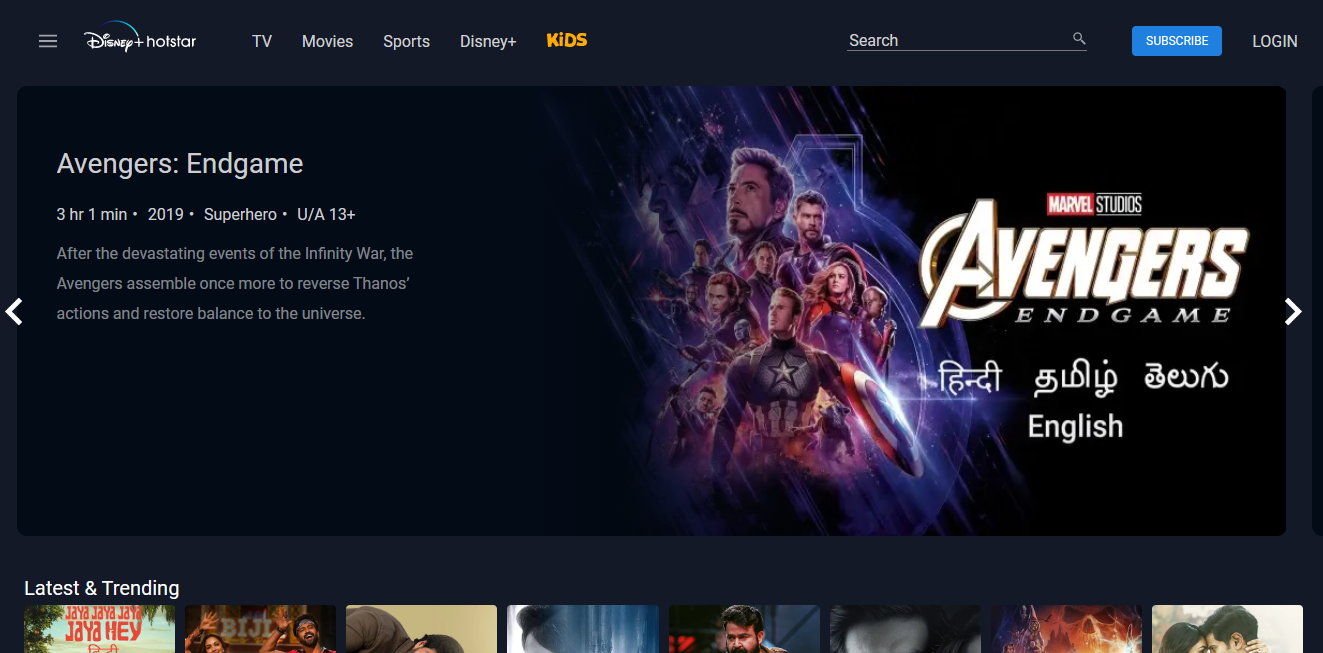 Disney+ hotstar
TV
Movies
Sports
Disney+
KiDS
Search
SUBSCRIBE
LOGIN
Avengers: Endgame
3 hr 1 min • 2019 • Superhero • U/A 13+
After the devastating events of the Infinity War, the
Avengers assemble once more to reverse Thanos’
actions and restore balance to the universe.
MARVEL STUDIOS
AVENGERS
ENDGAME
हिन्दी தமிழ் తెలుగు
English
Latest & Trending
JAYA JAYA JAYA
JAYA HEY
हिन्दी
BIJI